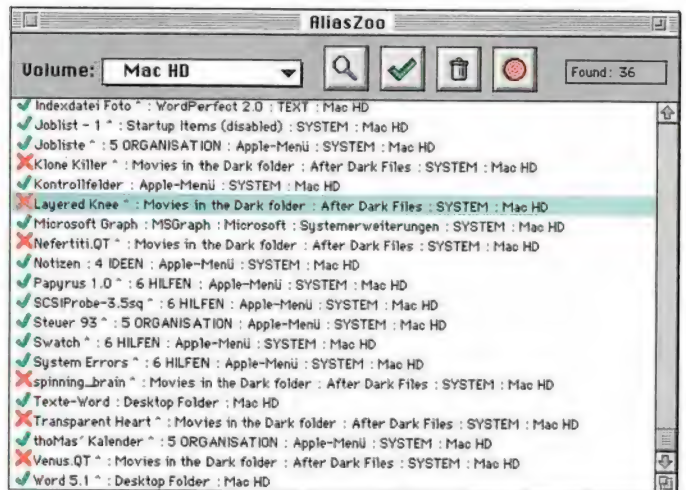 AliasZoo
Volume: Mac HD
Found: 36
Indexdatei Foto ^ : WordPerfect 2.0 : TEXT : Mac HD
Joblist - 1 ^ : Startup Items (disabled) : SYSTEM : Mac HD
Jobliste ^ : 5 ORGANISATION : Apple-Menü : SYSTEM : Mac HD
Klone Killer ^ : Movies in the Dark folder : After Dark Files : SYSTEM : Mac HD
Kontrollfelder : Apple-Menü : SYSTEM : Mac HD
Layered Knee ^ : Movies in the Dark folder : After Dark Files : SYSTEM : Mac HD
Microsoft Graph : MSGraph : Microsoft : Systemerweiterungen : SYSTEM : Mac HD
Nefertiti.QT ^ : Movies in the Dark folder : After Dark Files : SYSTEM : Mac HD
Notizen : 4 IDEEN : Apple-Menü : SYSTEM : Mac HD
Papyrus 1.0 ^ : 6 HILFEN : Apple-Menü : SYSTEM : Mac HD
SCSIProbe-3.5sq ^ : 6 HILFEN : Apple-Menü : SYSTEM : Mac HD
Steuer 93 ^ : 5 ORGANISATION : Apple-Menü : SYSTEM : Mac HD
Swatch ^ : 6 HILFEN : Apple-Menü : SYSTEM : Mac HD
System Errors ^ : 6 HILFEN : Apple-Menü : SYSTEM : Mac HD
spinning_brain ^ : Movies in the Dark folder : After Dark Files : SYSTEM : Mac HD
Texte-Word : Desktop Folder : Mac HD
Transparent Heart ^ : Movies in the Dark folder : After Dark Files : SYSTEM : Mac HD
thoMas' Kalender ^ : 5 ORGANISATION : Apple-Menü : SYSTEM : Mac HD
Venus.QT ^ : Movies in the Dark folder : After Dark Files : SYSTEM : Mac HD
Word 5.1 ^ : Desktop Folder : Mac HD